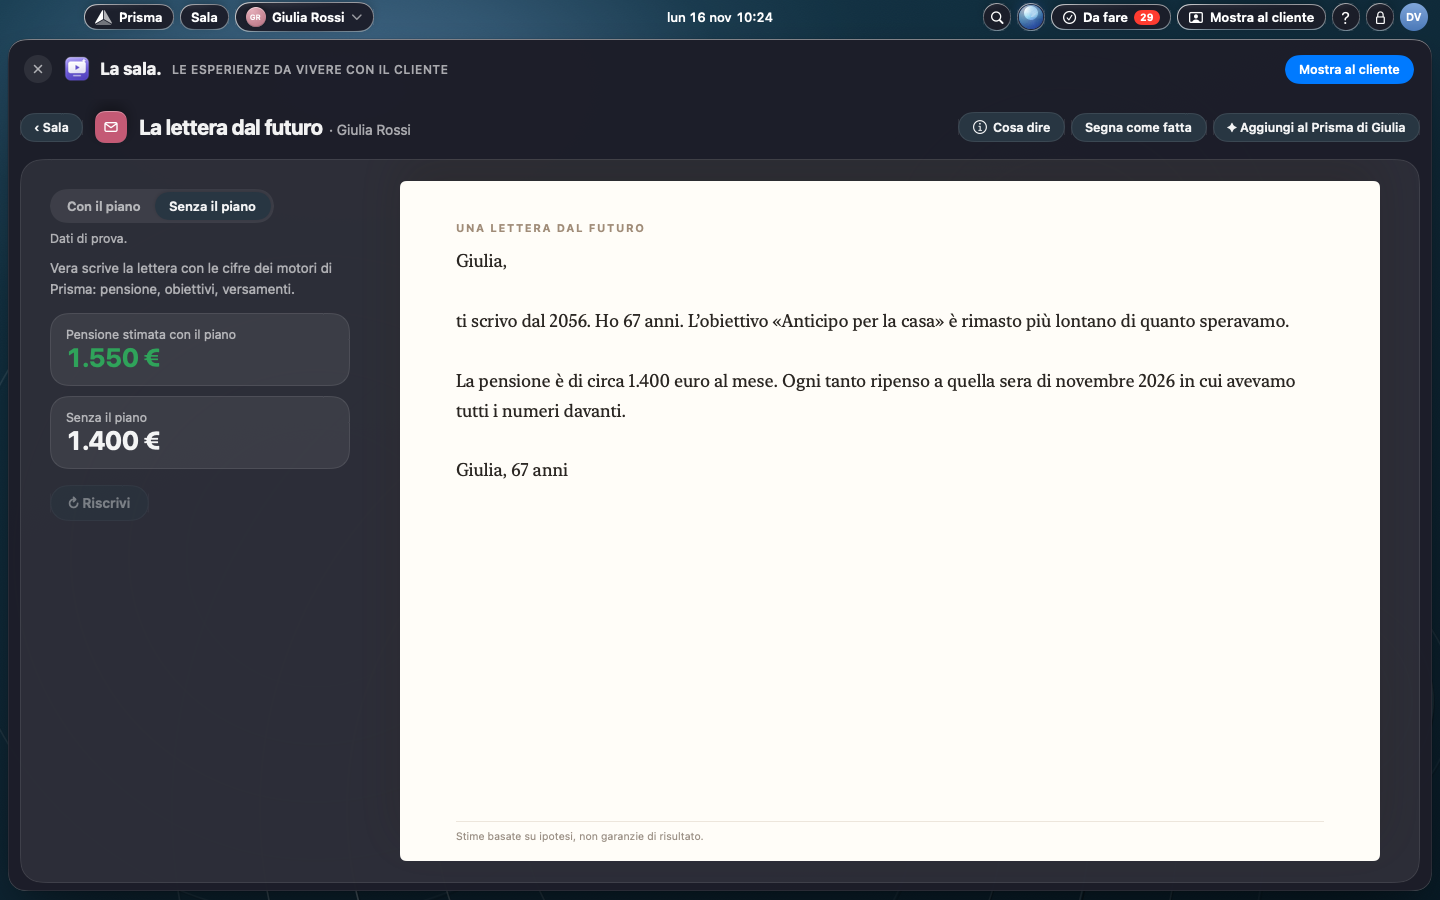 Prisma
Sala
GR Giulia Rossi
lun 16 nov 10:24
Da fare 29
Mostra al cliente
?
DV
La sala. LE ESPERIENZE DA VIVERE CON IL CLIENTE
Mostra al cliente
‹ Sala
La lettera dal futuro · Giulia Rossi
Cosa dire
Segna come fatta
Aggiungi al Prisma di Giulia
Con il piano
Senza il piano
Dati di prova.
Vera scrive la lettera con le cifre dei motori di
Prisma: pensione, obiettivi, versamenti.
Pensione stimata con il piano
1.550 €
Senza il piano
1.400 €
Riscrivi
UNA LETTERA DAL FUTURO
Giulia,
ti scrivo dal 2056. Ho 67 anni. L’obiettivo «Anticipo per la casa» è rimasto più lontano di quanto speravamo.
La pensione è di circa 1.400 euro al mese. Ogni tanto ripenso a quella sera di novembre 2026 in cui avevamo
tutti i numeri davanti.
Giulia, 67 anni
Stime basate su ipotesi, non garanzie di risultato.